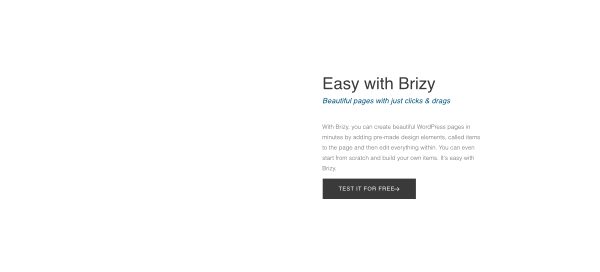 Easy with Brizy
Beautiful pages with just clicks & drags
With Brizy, you can create beautiful WordPress pages in
minutes by adding pre-made design elements, called items
to the page and then edit everything within. You can even
start from scratch and build your own items. It's easy with
Brizy.
TEST IT FOR FREE→